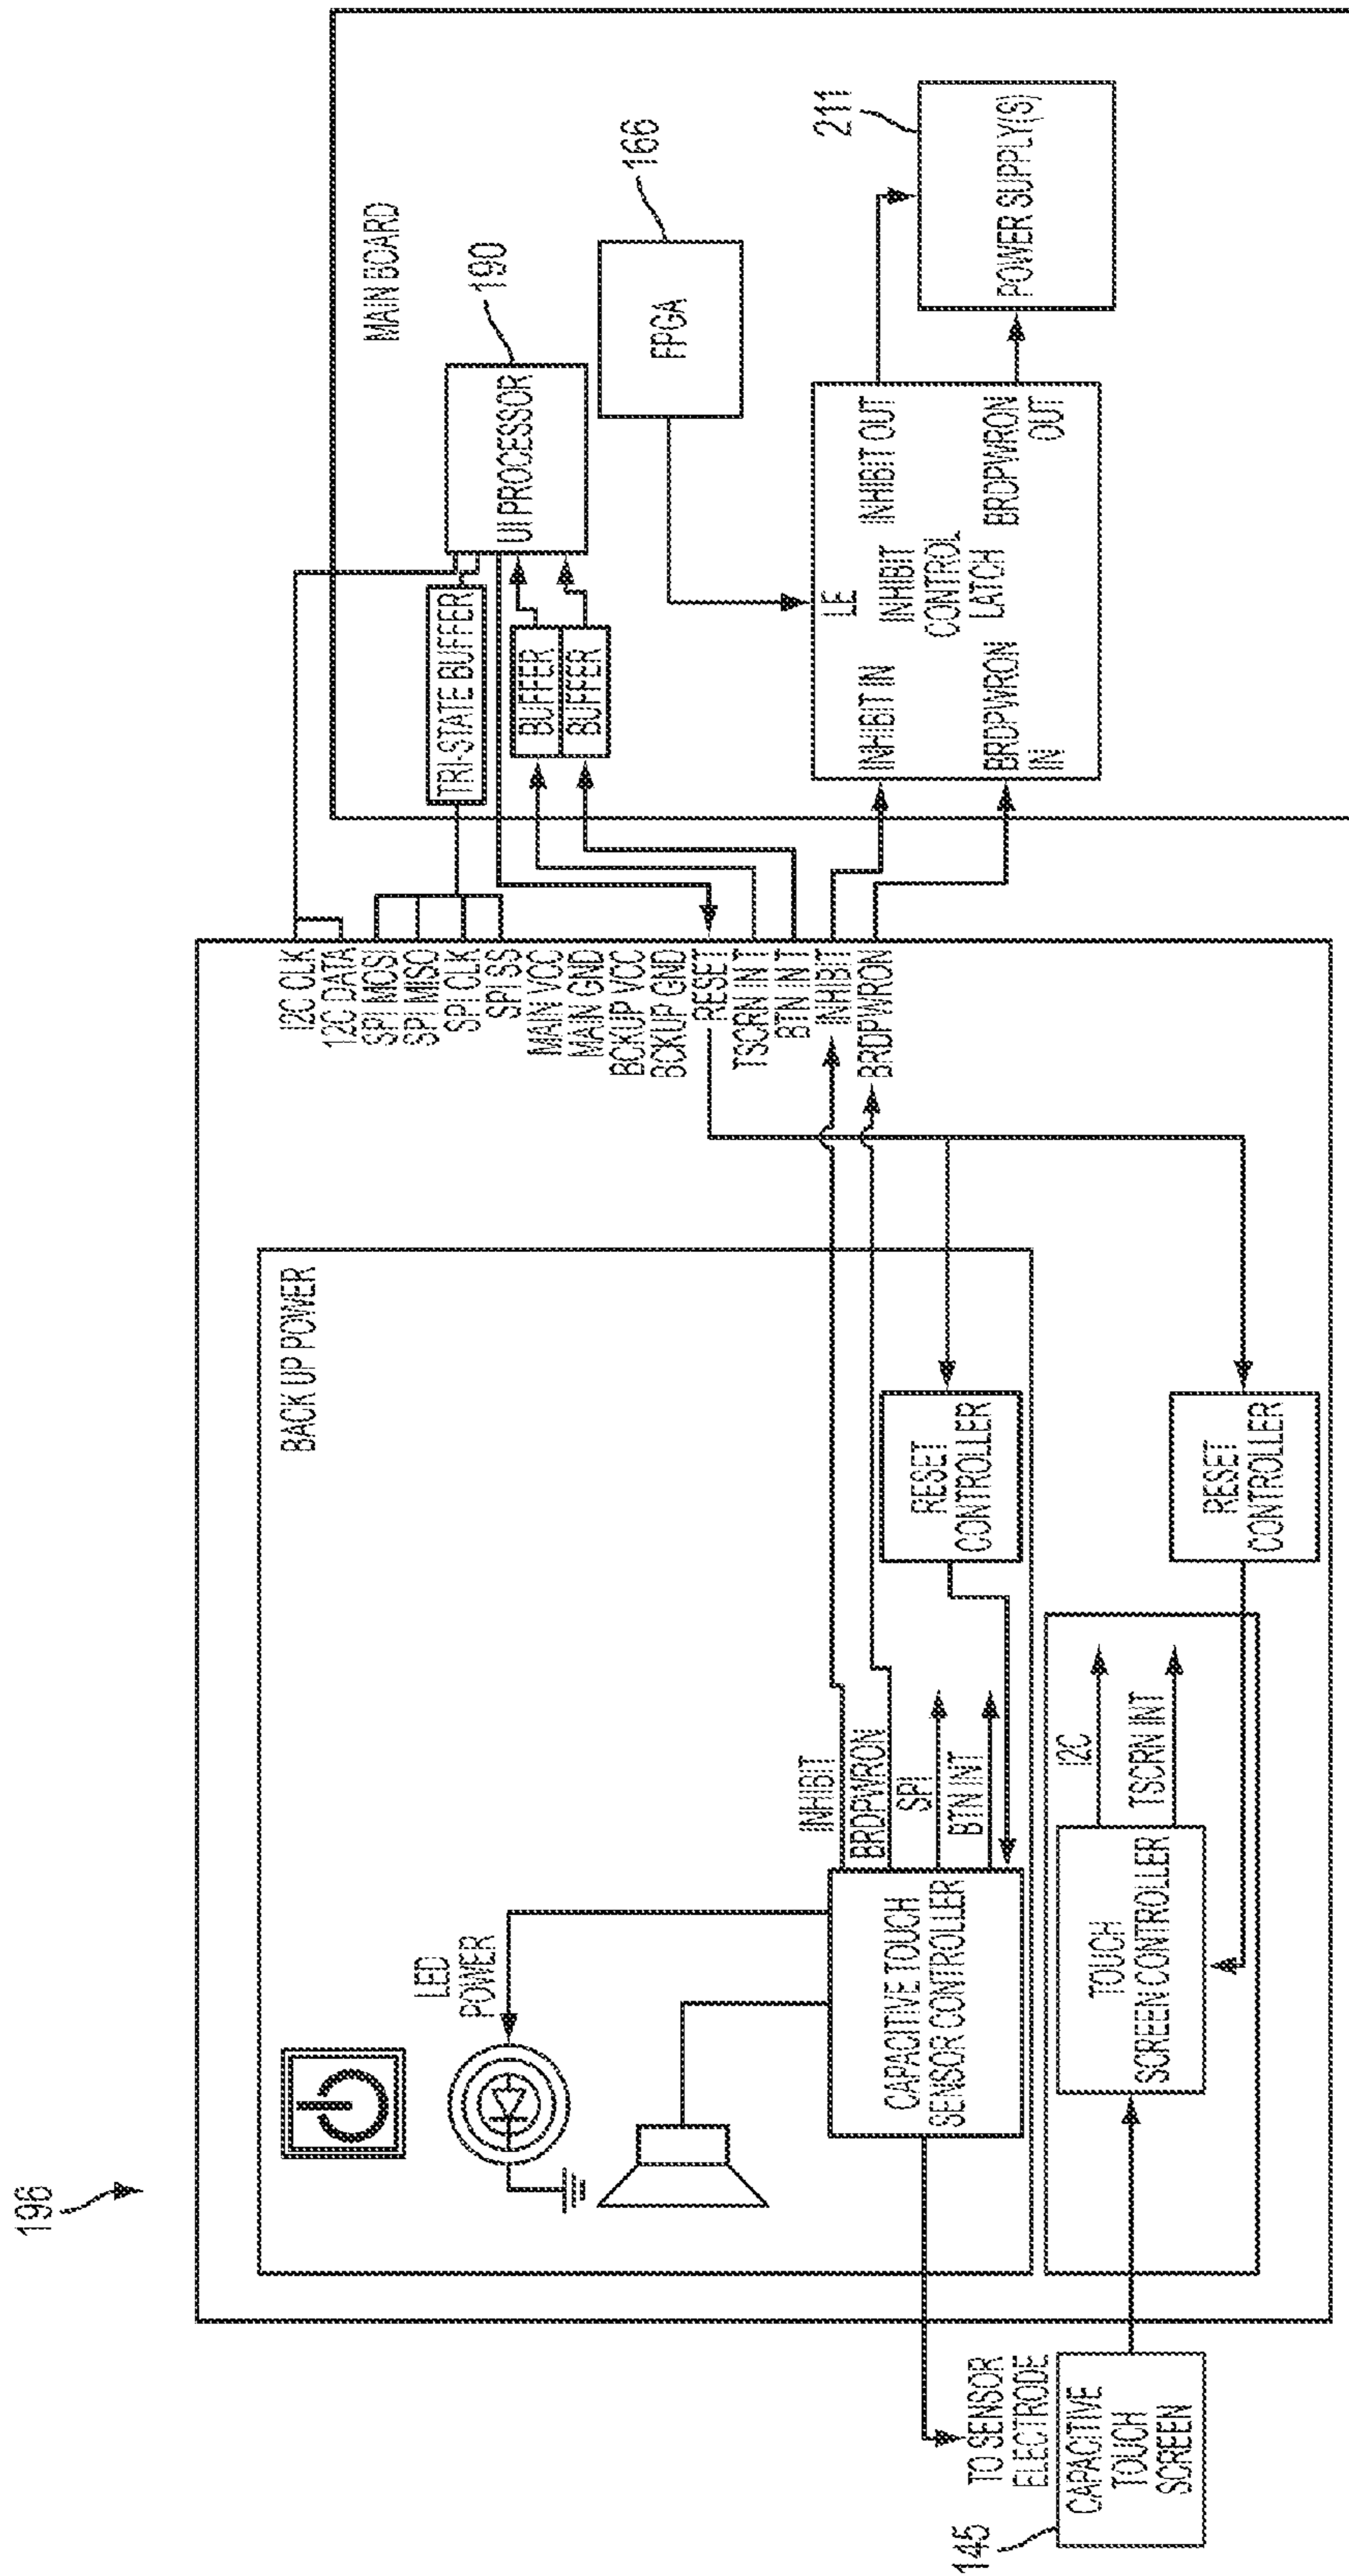 196
BACK UP POWER
LED
POWER
INHIBIT
BRDPWRON
SPI
BTN INT
CAPACITIVE TOUCH
SENSOR CONTROLLER
RESET
CONTROLLER
TO SENSOR
ELECTRODE
145
CAPACITIVE
TOUCH
SCREEN
TOUCH
SCREEN CONTROLLER
I2C
TSCRN INT
RESET
CONTROLLER
I2C CLK
I2C DATA
SPI MOSI
SPI MISO
SPI CLK
SPI SS
MAIN VCC
MAIN GND
BCKUP VCC
BCKUP GND
RESET
TSCRN INT
BTN INT
INHIBIT
BRDPWRON
MAIN BOARD
TRI-STATE BUFFER
UI PROCESSOR
190
BUFFER
BUFFER
FPGA
166
LE
INHIBIT IN
INHIBIT OUT
INHIBIT
CONTROL
LATCH
BRDPWRON
IN
BRDPWRON
OUT
POWER SUPPLY(S)
211